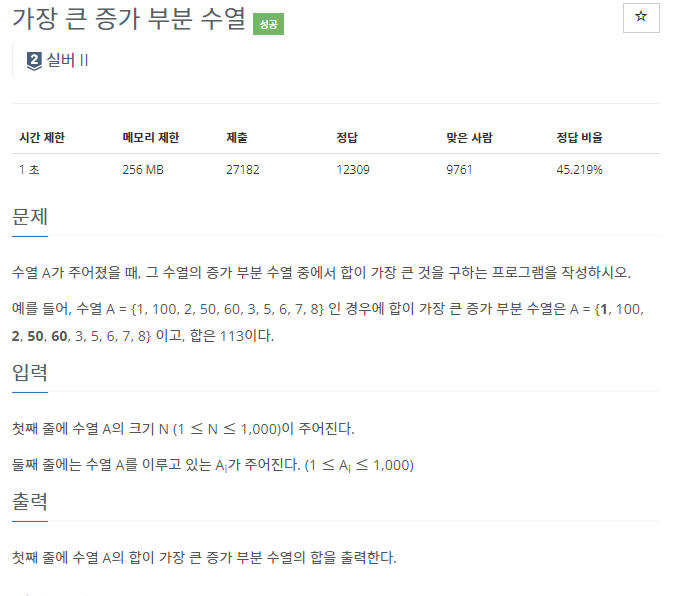 가장 큰 증가 부분 수열 성공
☆
2 실버 II
시간 제한 메모리 제한 제출 정답 맞은 사람 정답 비율
1 초 256 MB 27182 12309 9761 45.219%
문제
수열 A가 주어졌을 때, 그 수열의 증가 부분 수열 중에서 합이 가장 큰 것을 구하는 프로그램을 작성하시오.
예를 들어, 수열 A = {1, 100, 2, 50, 60, 3, 5, 6, 7, 8} 인 경우에 합이 가장 큰 증가 부분 수열은 A = {1, 100,
2, 50, 60, 3, 5, 6, 7, 8} 이고, 합은 113이다.
입력
첫째 줄에 수열 A의 크기 N (1 ≤ N ≤ 1,000)이 주어진다.
둘째 줄에는 수열 A를 이루고 있는 Ai가 주어진다. (1 ≤ Ai ≤ 1,000)
출력
첫째 줄에 수열 A의 합이 가장 큰 증가 부분 수열의 합을 출력한다.